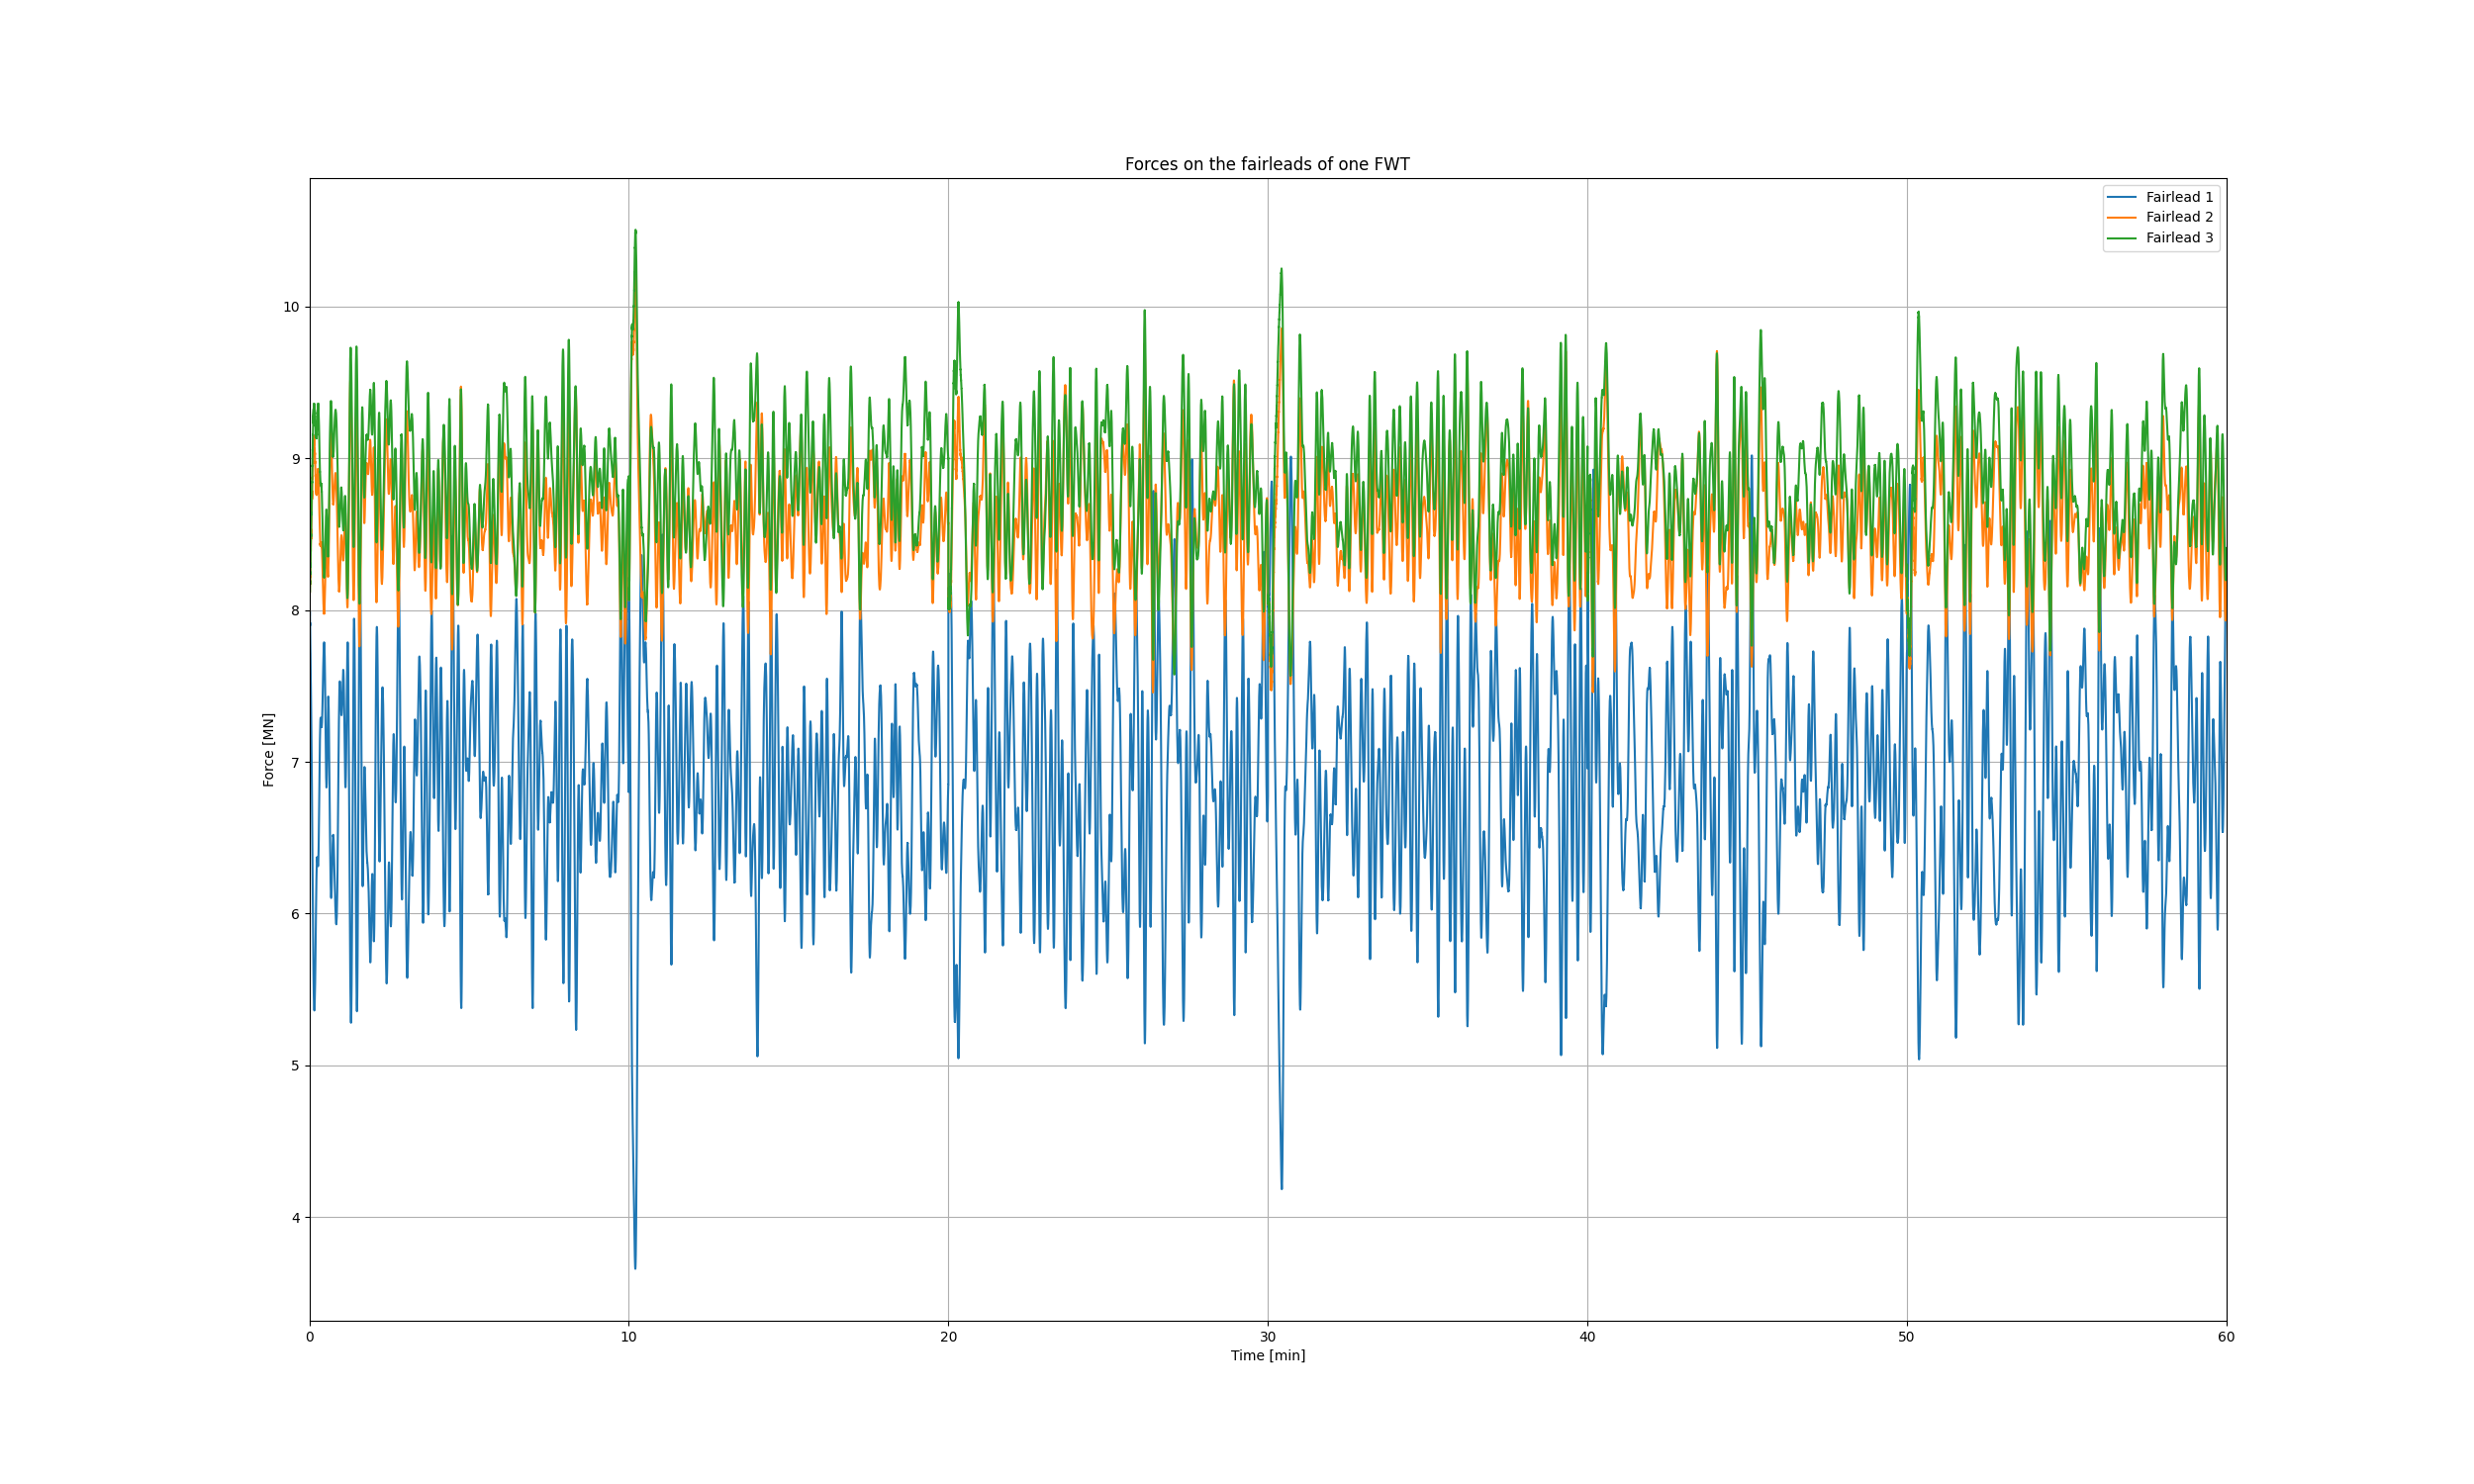 Forces on the fairleads of one FWT
Fairlead 1
Fairlead 2
Fairlead 3
10
9
8
7
6
5
4
Force [MN]
0 10 20 30 40 50 60
Time [min]